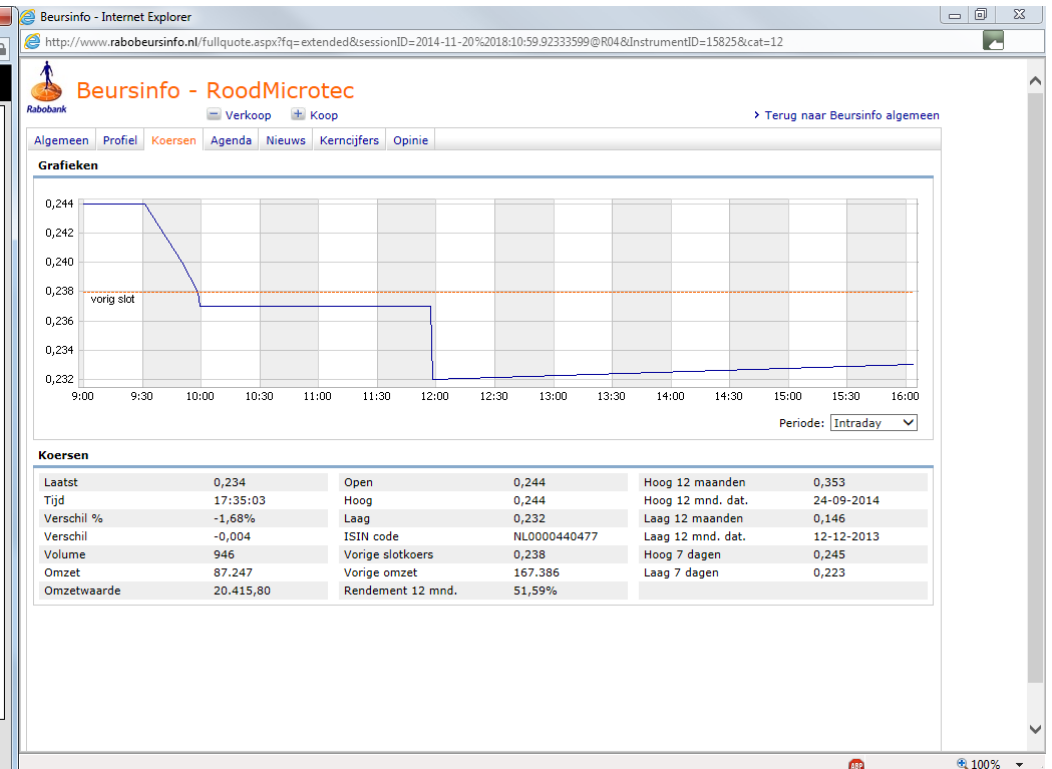 Beursinfo - Internet Explorer
http://www.rabobeursinfo.nl/fullquote.aspx?fq=extended&sessionID=2014-11-20%2018:10:59.92333599@R04&InstrumentID=15825&cat=12
Rabobank
Beursinfo - RoodMicrotec
Verkoop Koop
> Terug naar Beursinfo algemeen
Algemeen Profiel Koersen Agenda Nieuws Kerncijfers Opinie
Grafieken
0,244
0,242
0,240
0,238
vorig slot
0,236
0,234
0,232
9:00 9:30 10:00 10:30 11:00 11:30 12:00 12:30 13:00 13:30 14:00 14:30 15:00 15:30 16:00
Periode: Intraday
Koersen
Laatst 0,234 Open 0,244 Hoog 12 maanden 0,353
Tijd 17:35:03 Hoog 0,244 Hoog 12 mnd. dat. 24-09-2014
Verschil % -1,68% Laag 0,232 Laag 12 maanden 0,146
Verschil -0,004 ISIN code NL0000440477 Laag 12 mnd. dat. 12-12-2013
Volume 946 Vorige slotkoers 0,238 Hoog 7 dagen 0,245
Omzet 87.247 Vorige omzet 167.386 Laag 7 dagen 0,223
Omzetwaarde 20.415,80 Rendement 12 mnd. 51,59%
ABP
100%